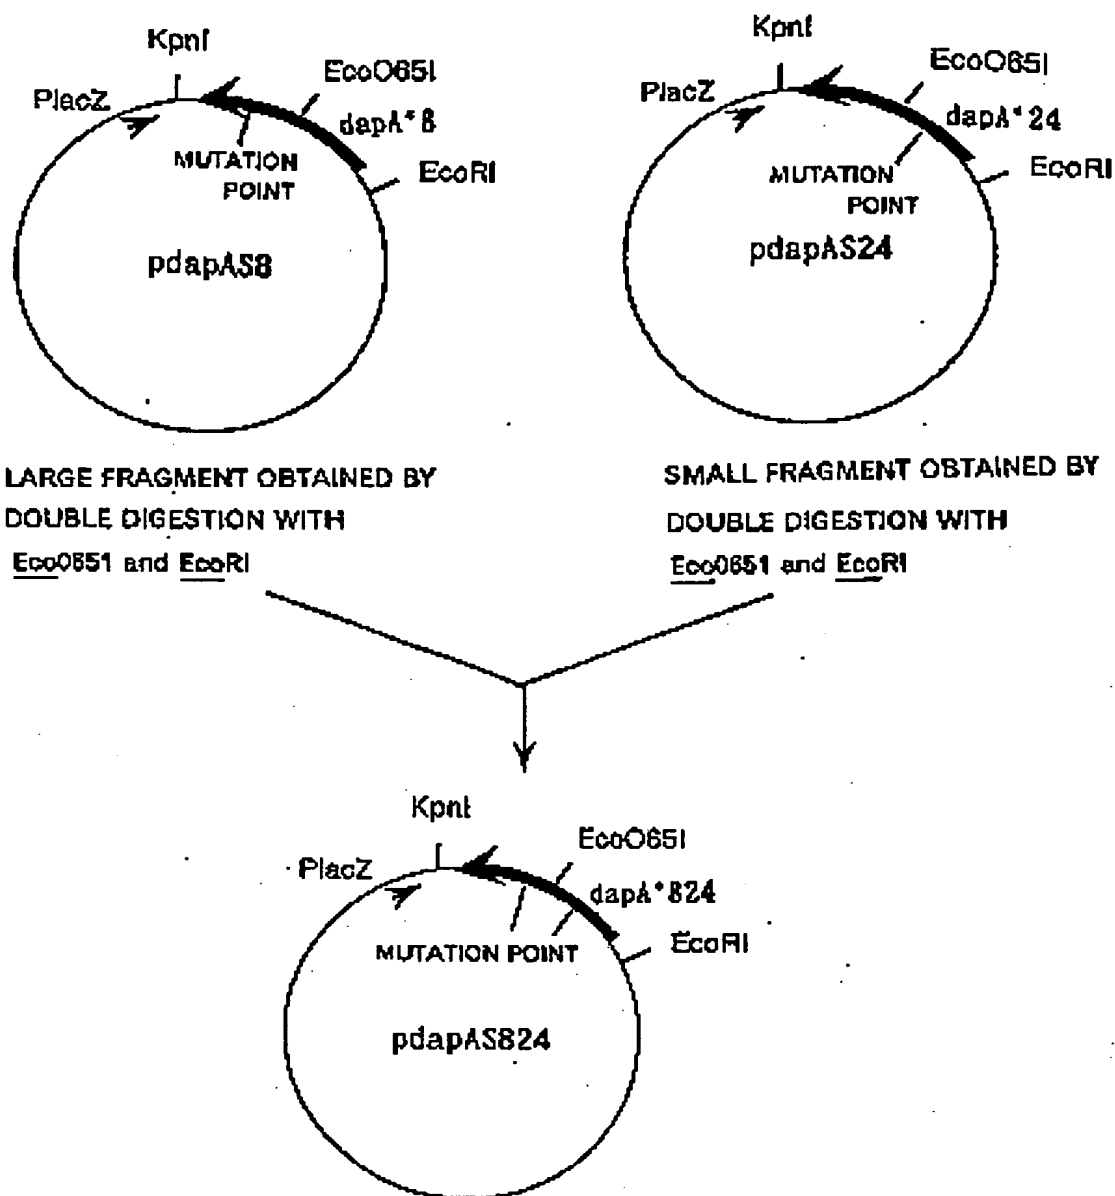 KpnI
EcoO65I
PlacZ
dapA*8
MUTATION
POINT
EcoRI
pdapAS8
KpnI
EcoO65I
PlacZ
dapA*24
MUTATION
POINT
EcoRI
pdapAS24
LARGE FRAGMENT OBTAINED BY
DOUBLE DIGESTION WITH
Eco0651 and EcoRI
SMALL FRAGMENT OBTAINED BY
DOUBLE DIGESTION WITH
Eco0651 and EcoRI
KpnI
EcoO65I
PlacZ
dapA*824
MUTATION POINT
EcoRI
pdapAS824